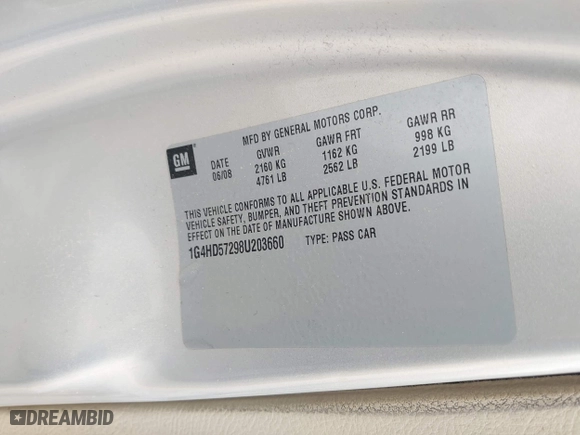 MFD BY GENERAL MOTORS CORP.
GM DATE GVWR GAWR FRT GAWR RR
06/08 2160 KG 1162 KG 998 KG
4761 LB 2562 LB 2199 LB
THIS VEHICLE CONFORMS TO ALL APPLICABLE U.S. FEDERAL MOTOR
VEHICLE SAFETY, BUMPER, AND THEFT PREVENTION STANDARDS IN
EFFECT ON THE DATE OF MANUFACTURE SHOWN ABOVE.
1G4HD57298U203660 TYPE: PASS CAR
DREAMBID